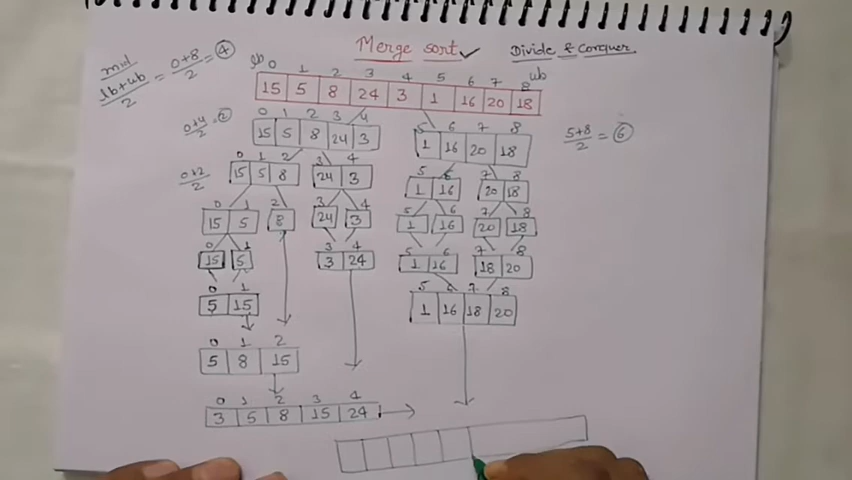 Merge sort ✓ Divide & Conquer
mid
lb+ub/2 = 0+8/2 = 4
lb ub
0 1 2 3 4 5 6 7 8
15 5 8 24 3 1 16 20 18
0+4/2 = 2
0 1 2 3 4
15 5 8 24 3
5 6 7 8
1 16 20 18
5+8/2 = 6
0+2/2
0 1 2
15 5 8
3 4
24 3
5 6
1 16
7 8
20 18
0 1
15 5
2
8
3 4
24 3
5 6
1 16
7 8
20 18
0 1
15 5
3 4
3 24
5 6
1 16
7 8
18 20
0 1
5 15
5 6 7 8
1 16 18 20
0 1 2
5 8 15
0 1 2 3 4
3 5 8 15 24